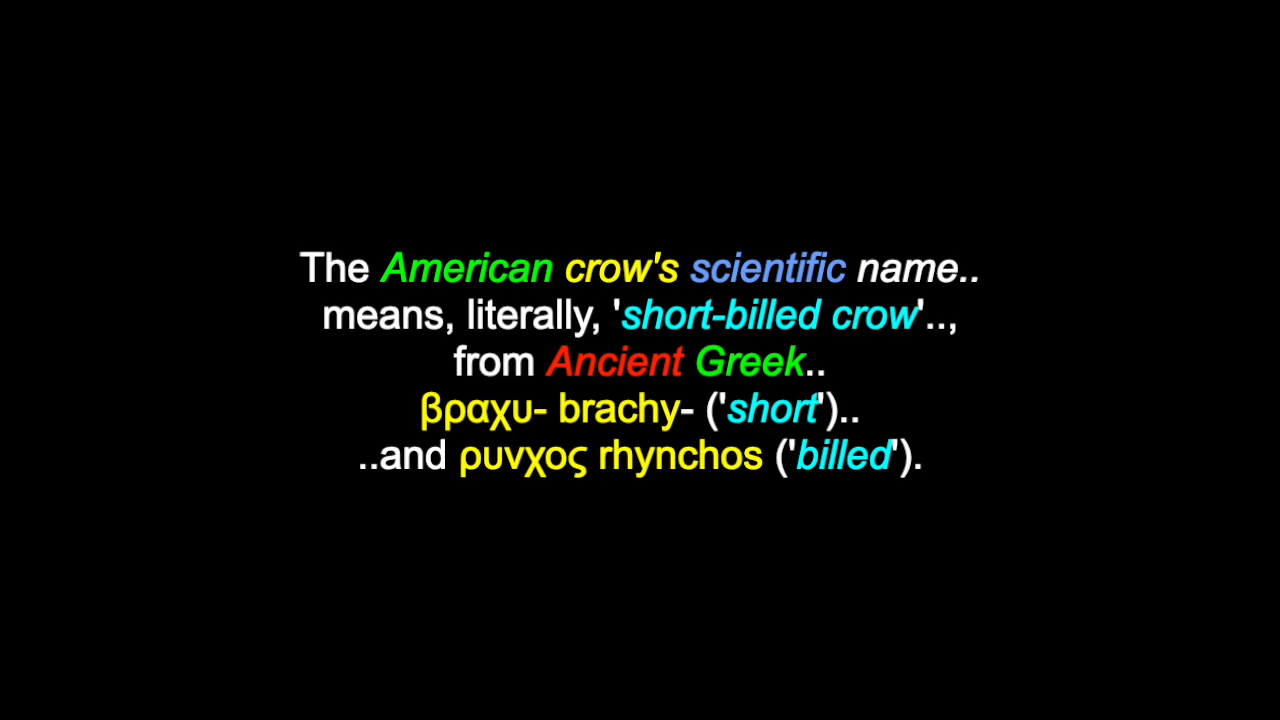 The American crow's scientific name..
means, literally, 'short-billed crow'..,
from Ancient Greek..
βραχυ- brachy- ('short')..
..and ρυνχος rhynchos ('billed').